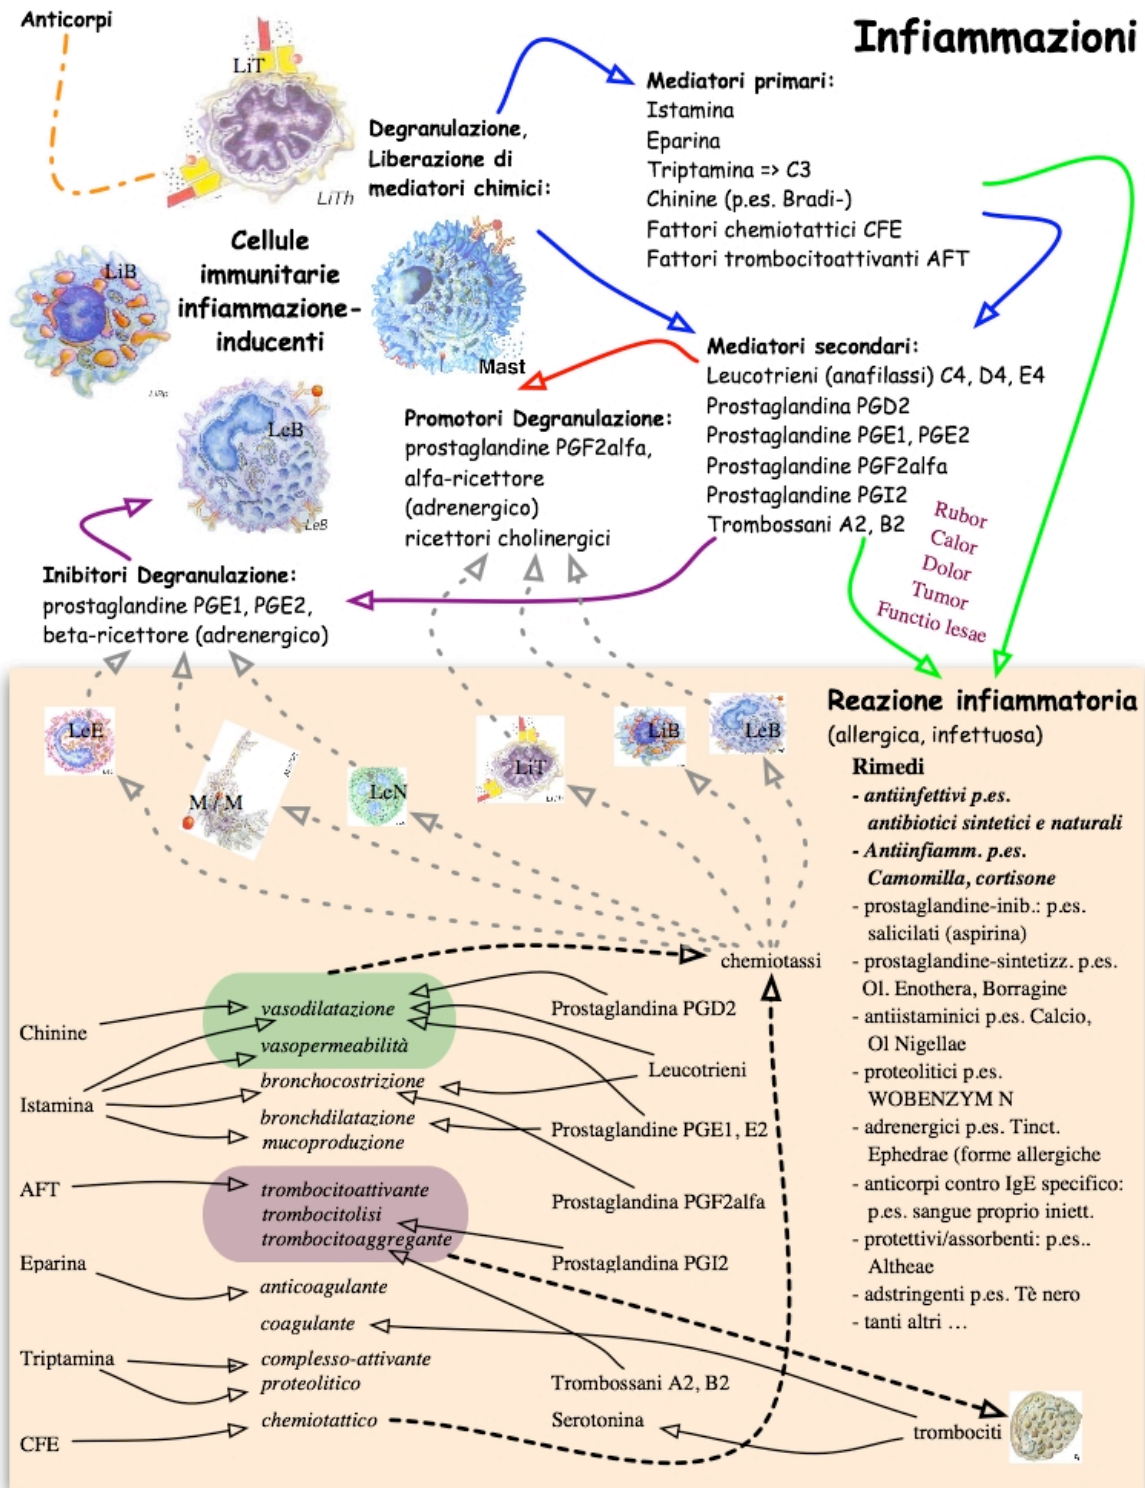 Anticorpi
Infiammazioni
LiT
LiTh
Degranulazione,
Liberazione di
mediatori chimici:
Mediatori primari:
Istamina
Eparina
Triptamina => C3
Chinine (p.es. Bradi-)
Fattori chemiotattici CFE
Fattori trombocitoattivanti AFT
Cellule
immunitarie
infiammazione-
inducenti
LiB
Mast
LeB
LeB
Mediatori secondari:
Leucotrieni (anafilassi) C4, D4, E4
Prostaglandina PGD2
Prostaglandine PGE1, PGE2
Prostaglandine PGF2alfa
Prostaglandine PGI2
Trombossani A2, B2
Promotori Degranulazione:
prostaglandine PGF2alfa,
alfa-ricettore
(adrenergico)
ricettori cholinergici
Rubor
Calor
Dolor
Tumor
Functio lesae
Inibitori Degranulazione:
prostaglandine PGE1, PGE2,
beta-ricettore (adrenergico)
LeE
M / M
LeN
LiT
LiB
LeB
Reazione infiammatoria
(allergica, infettuosa)
Rimedi
- antiinfettivi p.es.
antibiotici sintetici e naturali
- Antiinfiamm. p.es.
Camomilla, cortisone
- prostaglandine-inib.: p.es.
salicilati (aspirina)
- prostaglandine-sintetizz. p.es.
Ol. Enothera, Borragine
- antiistaminici p.es. Calcio,
Ol Nigellae
- proteolitici p.es.
WOBENZYM N
- adrenergici p.es. Tinct.
Ephedrae (forme allergiche
- anticorpi contro IgE specifico:
p.es. sangue proprio iniett.
- protettivi/assorbenti: p.es..
Altheae
- adstringenti p.es. Tè nero
- tanti altri …
chemiotassi
Chinine
Istamina
AFT
Eparina
Triptamina
CFE
vasodilatazione
vasopermeabilità
bronchocostrizione
bronchdilatazione
mucoproduzione
trombocitoattivante
trombocitolisi
trombocitoaggregante
anticoagulante
coagulante
complesso-attivante
proteolitico
chemiotattico
Prostaglandina PGD2
Leucotrieni
Prostaglandine PGE1, E2
Prostaglandina PGF2alfa
Prostaglandina PGI2
Trombossani A2, B2
Serotonina
trombociti